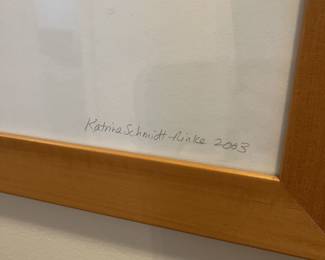 Katrina Schmidt-Rinke 2003